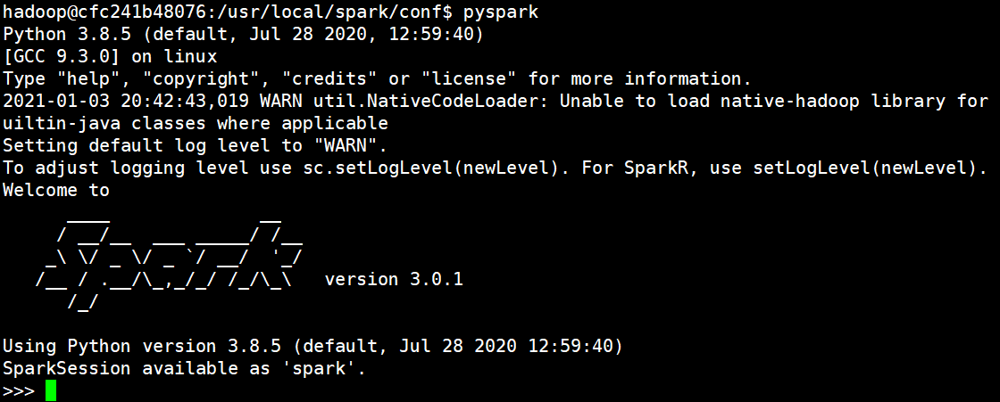 hadoop@cfc241b48076:/usr/local/spark/conf$ pyspark
Python 3.8.5 (default, Jul 28 2020, 12:59:40)
[GCC 9.3.0] on linux
Type "help", "copyright", "credits" or "license" for more information.
2021-01-03 20:42:43,019 WARN util.NativeCodeLoader: Unable to load native-hadoop library for
uiltin-java classes where applicable
Setting default log level to "WARN".
To adjust logging level use sc.setLogLevel(newLevel). For SparkR, use setLogLevel(newLevel).
Welcome to
      ____              __
     / __/__  ___ _____/ /__
    _\ \/ _ \/ _ `/ __/  '_/
   /__ / .__/\_,_/_/ /_/\_\   version 3.0.1
      /_/
Using Python version 3.8.5 (default, Jul 28 2020 12:59:40)
SparkSession available as 'spark'.
>>>